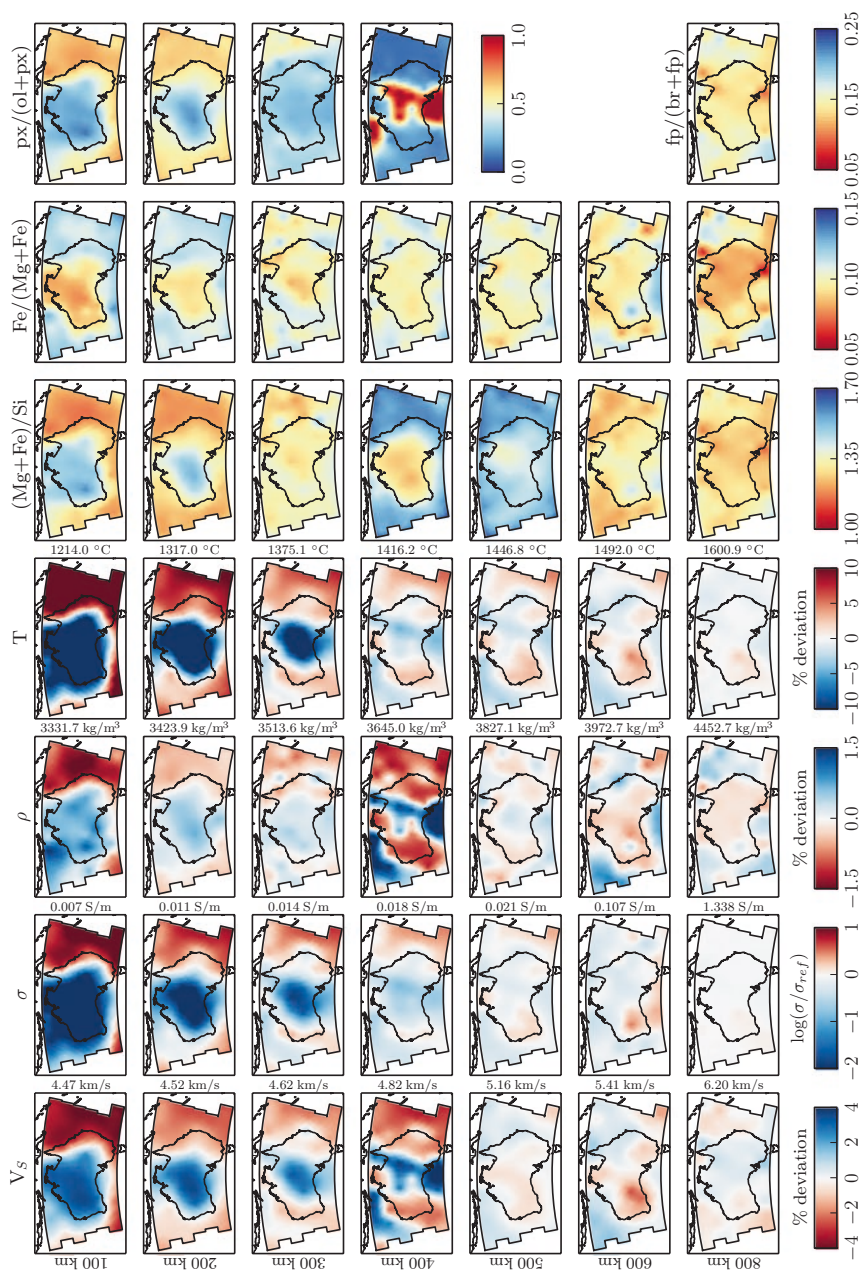 V_S σ ρ T (Mg+Fe)/Si Fe/(Mg+Fe) px/(ol+px)
100 km 4.47 km/s 0.007 S/m 3331.7 kg/m³ 1214.0 °C
200 km 4.52 km/s 0.011 S/m 3423.9 kg/m³ 1317.0 °C
300 km 4.62 km/s 0.014 S/m 3513.6 kg/m³ 1375.1 °C
400 km 4.82 km/s 0.018 S/m 3645.0 kg/m³ 1416.2 °C
0.0 0.5 1.0
500 km 5.16 km/s 0.021 S/m 3827.1 kg/m³ 1446.8 °C
600 km 5.41 km/s 0.107 S/m 3972.7 kg/m³ 1492.0 °C
fp/(br+fp)
800 km 6.20 km/s 1.338 S/m 4452.7 kg/m³ 1600.9 °C
% deviation log(σ/σ_ref) % deviation % deviation
−4 −2 0 2 4 −2 −1 0 1 −1.5 0.0 1.5 −10 −5 0 5 10 1.00 1.35 1.70 0.05 0.10 0.15 0.05 0.15 0.25